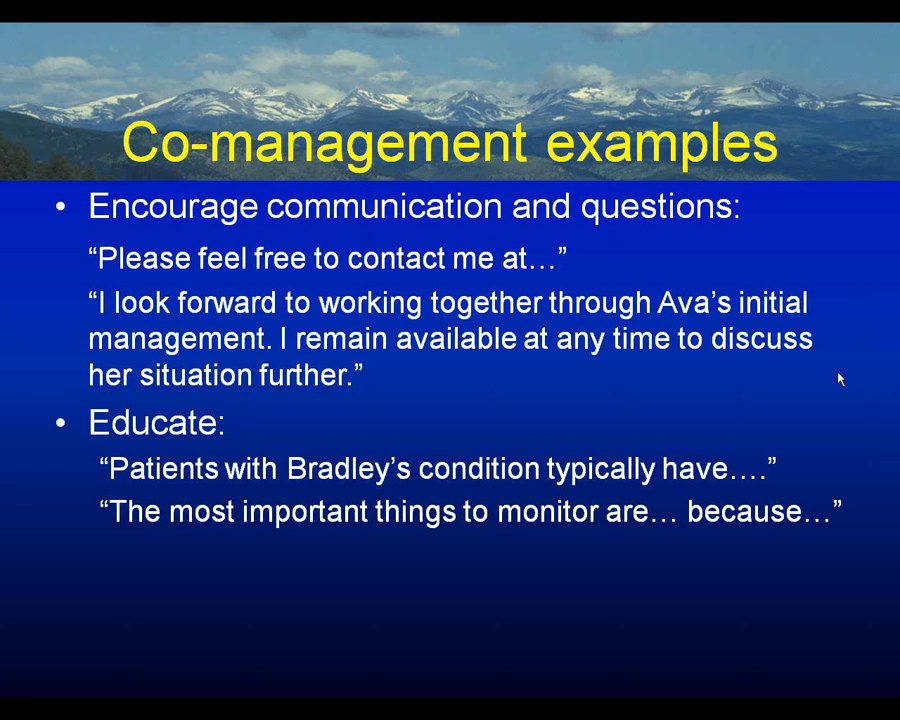 Co-management examples
• Encourage communication and questions:
“Please feel free to contact me at…”
“I look forward to working together through Ava’s initial
management. I remain available at any time to discuss
her situation further.”
• Educate:
“Patients with Bradley’s condition typically have….”
“The most important things to monitor are… because…”